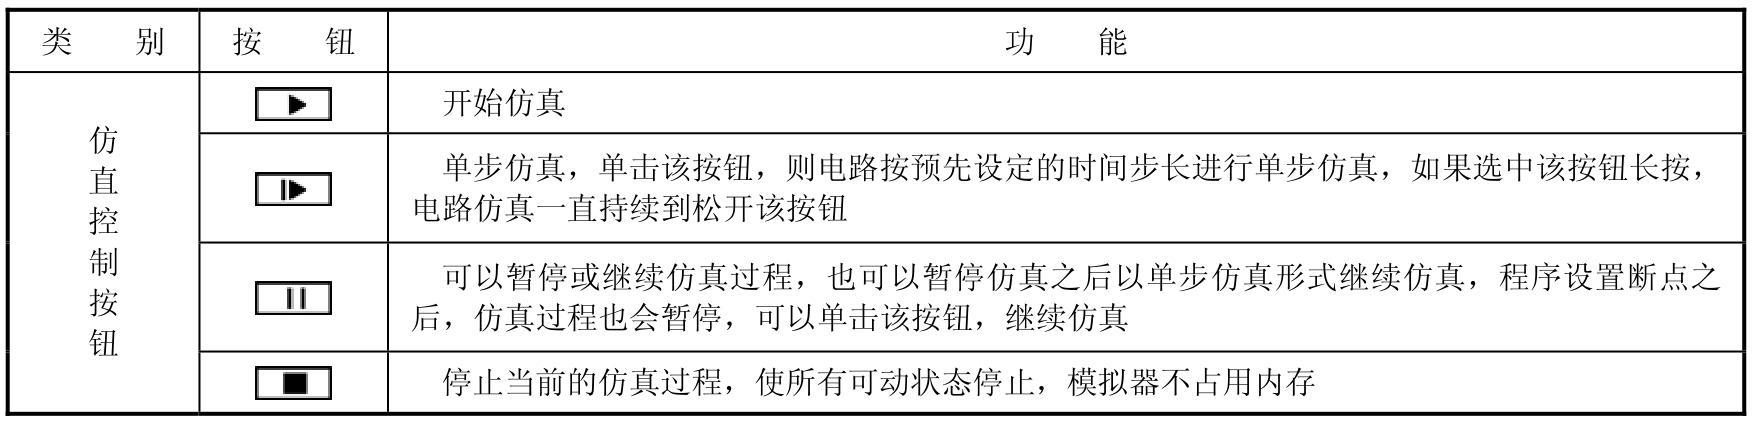 类 别 按 钮 功 能
仿真控制按钮
开始仿真
单步仿真，单击该按钮，则电路按预先设定的时间步长进行单步仿真，如果选中该按钮长按，
电路仿真一直持续到松开该按钮
可以暂停或继续仿真过程，也可以暂停仿真之后以单步仿真形式继续仿真，程序设置断点之
后，仿真过程也会暂停，可以单击该按钮，继续仿真
停止当前的仿真过程，使所有可动状态停止，模拟器不占用内存